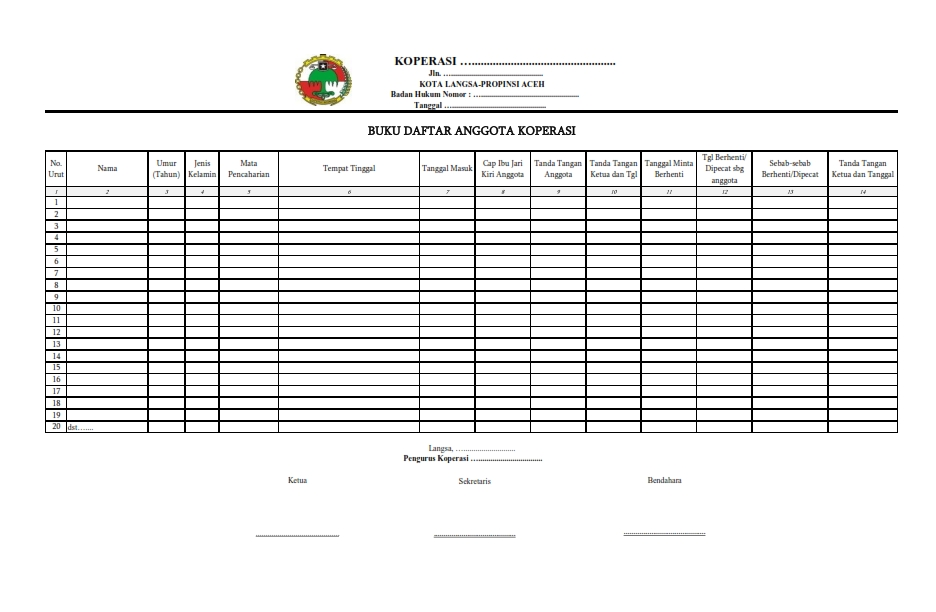 KOPERASI …................................................
Jln. …..............................................
KOTA LANGSA-PROPINSI ACEH
Badan Hukum Nomor : …................................................
Tanggal …..............................................
BUKU DAFTAR ANGGOTA KOPERASI
No. Urut Nama Umur (Tahun) Jenis Kelamin Mata Pencaharian Tempat Tinggal Tanggal Masuk Cap Ibu Jari Kiri Anggota Tanda Tangan Anggota Tanda Tangan Ketua dan Tgl Tanggal Minta Berhenti Tgl Berhenti/ Dipecat sbg anggota Sebab-sebab Berhenti/Dipecat Tanda Tangan Ketua dan Tanggal
1 2 3 4 5 6 7 8 9 10 11 12 13 14
1
2
3
4
5
6
7
8
9
10
11
12
13
14
15
16
17
18
19
20 dst…....
Langsa, …..........................
Pengurus Koperasi …................................
Ketua Sekretaris Bendahara
......................................... ......................................... .........................................